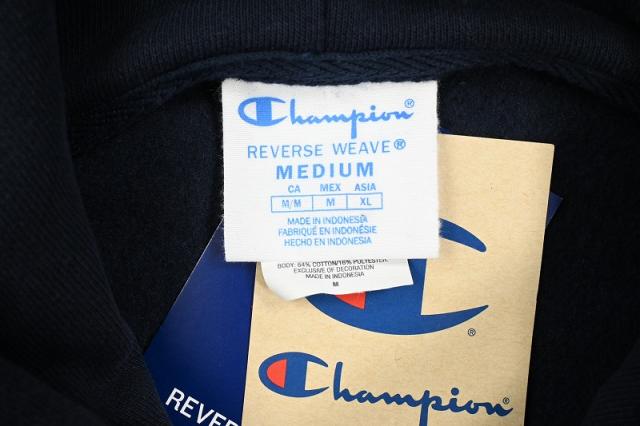 Champion®
REVERSE WEAVE®
MEDIUM
CA MEX ASIA
M/M M XL
MADE IN INDONESIA
FABRIQUÉ EN INDONÉSIE
HECHO EN INDONESIA
BODY: 84% COTTON/16% POLYESTER
EXCLUSIVE OF DECORATION
MADE IN INDONESIA
M
®
Champion®
REVER